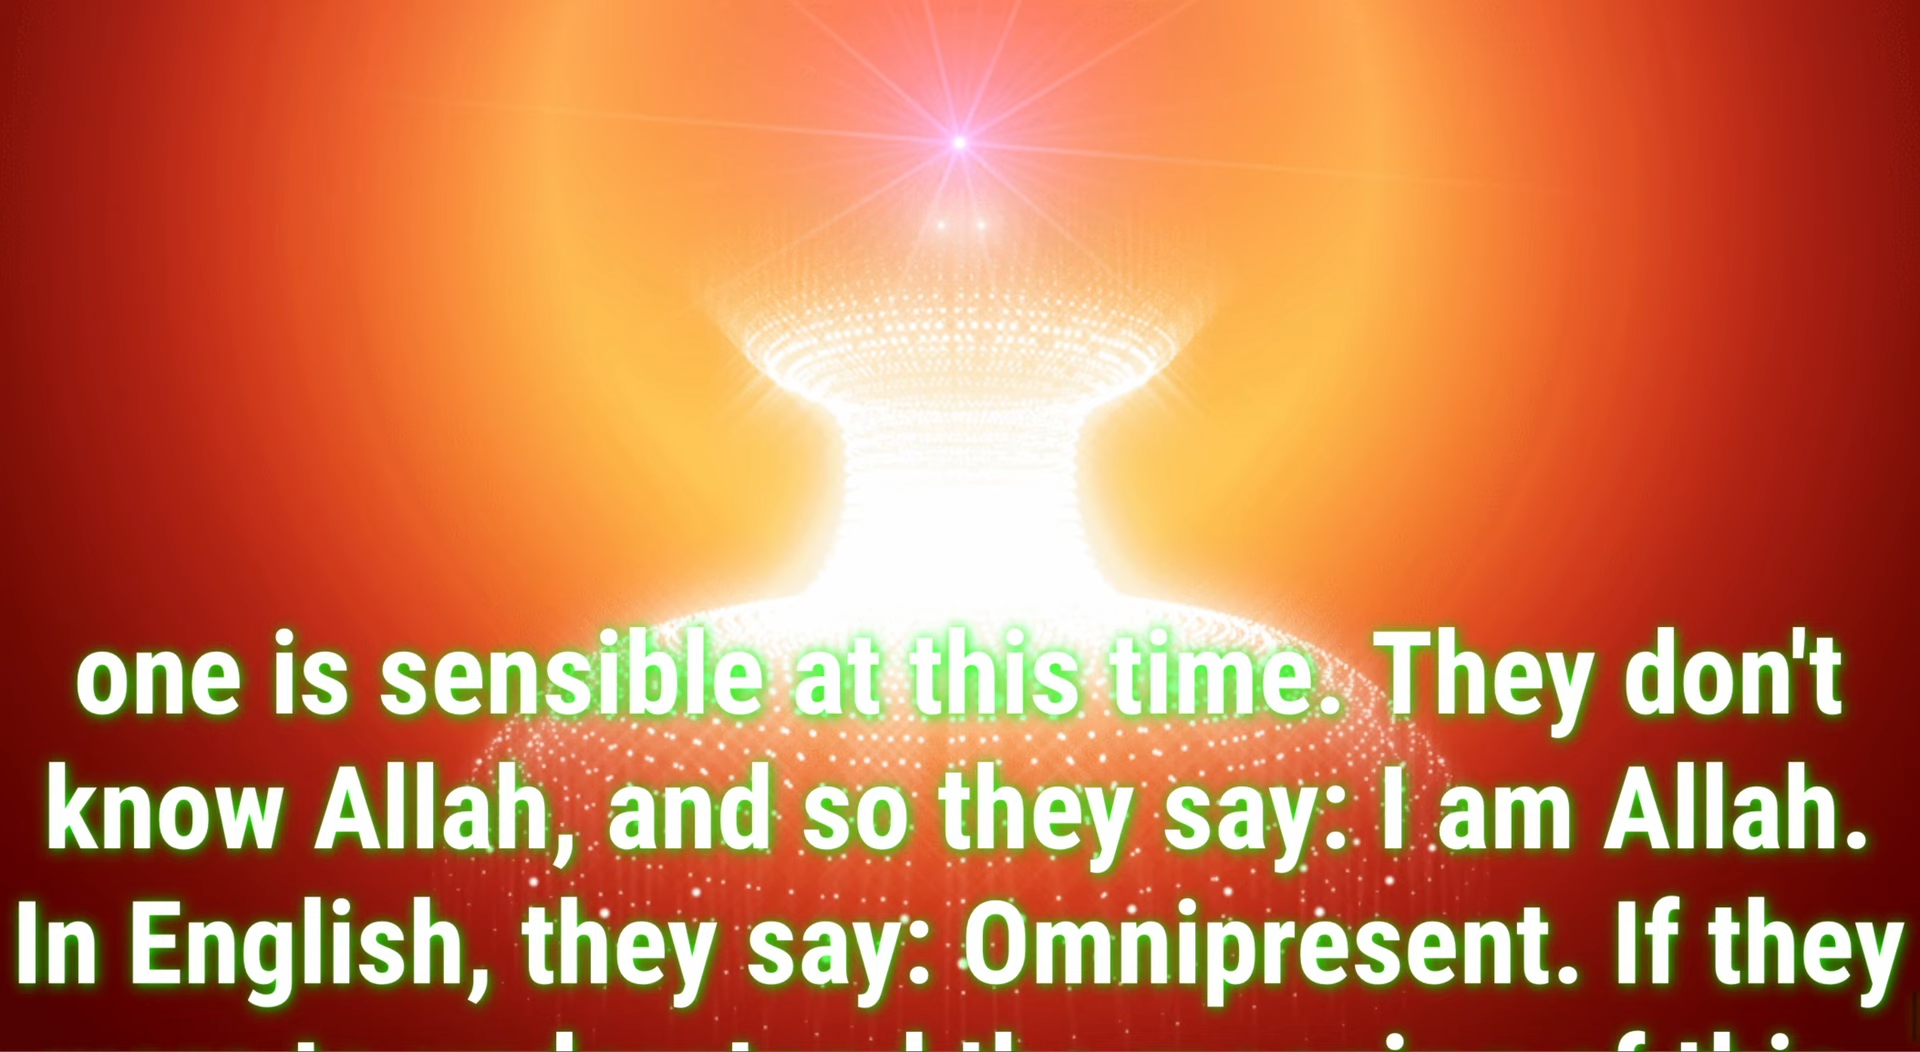 one is sensible at this time. They don't
know Allah, and so they say: I am Allah.
In English, they say: Omnipresent. If they